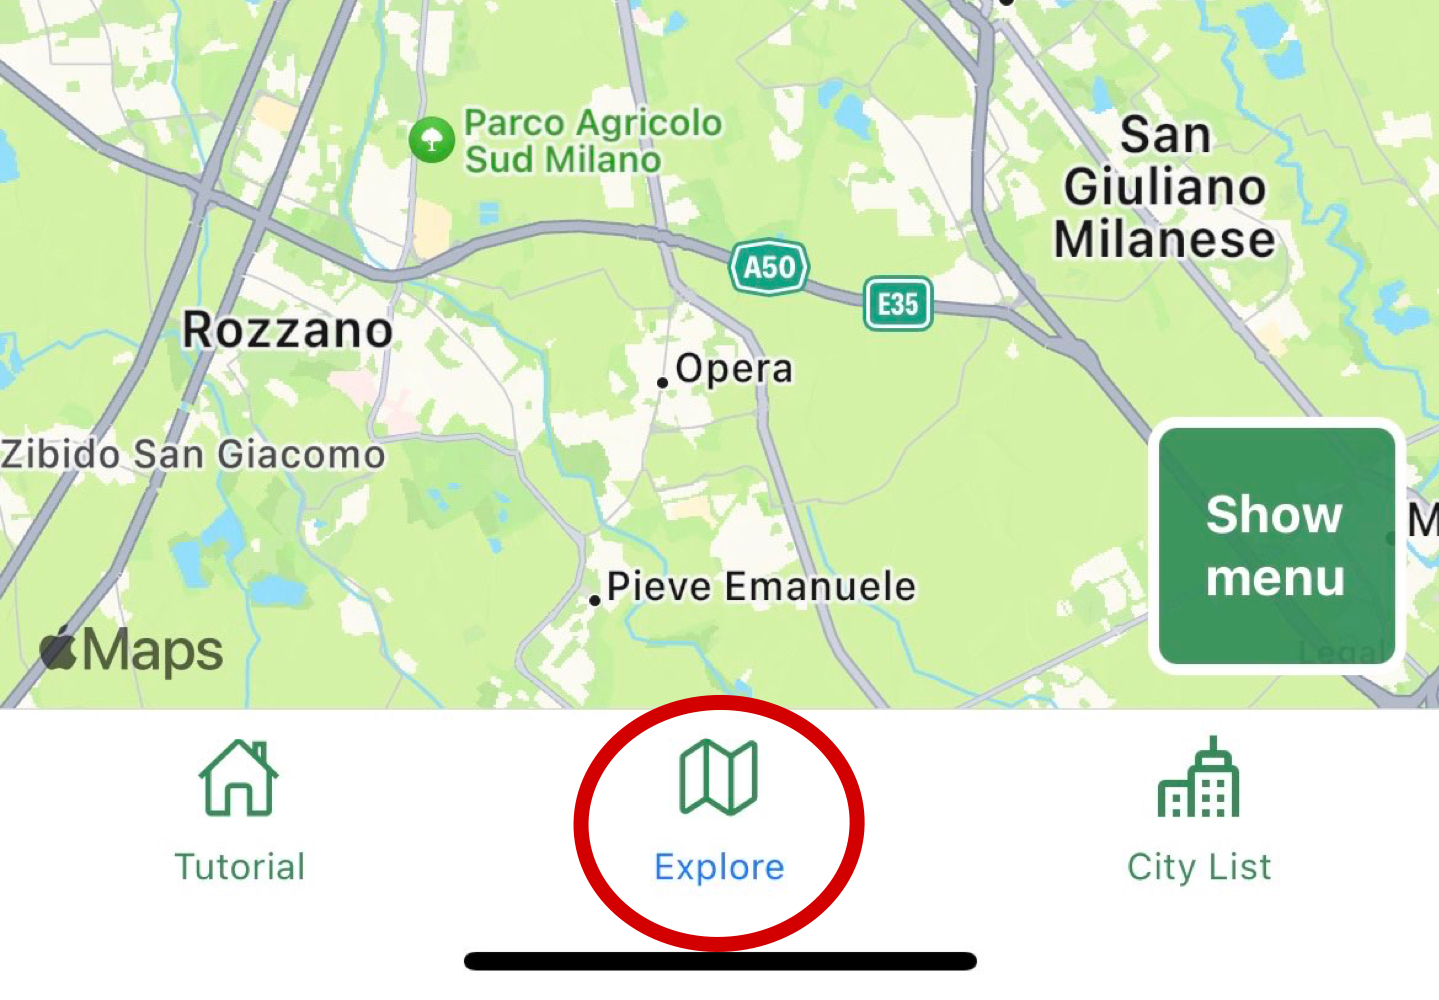 Parco Agricolo
Sud Milano
San
Giuliano
Milanese
A50
E35
Rozzano
Opera
Zibido San Giacomo
Show
menu
M
Pieve Emanuele
Maps
Legal
Tutorial
Explore
City List